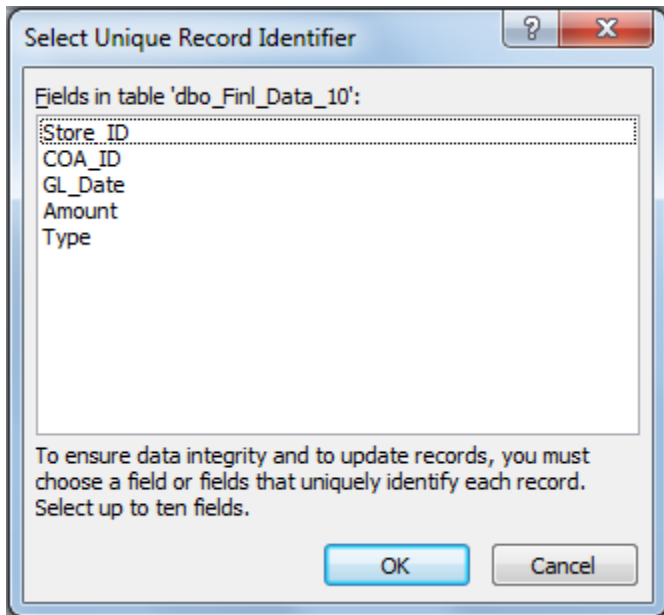 Select Unique Record Identifier
Fields in table 'dbo_Finl_Data_10':
Store_ID
COA_ID
GL_Date
Amount
Type
To ensure data integrity and to update records, you must
choose a field or fields that uniquely identify each record.
Select up to ten fields.
OK
Cancel